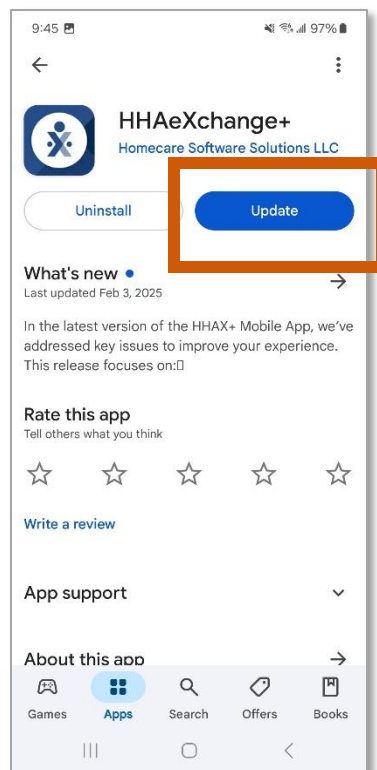 9:45
97%
HHAeXchange+
Homecare Software Solutions LLC
Uninstall
Update
What's new
Last updated Feb 3, 2025
In the latest version of the HHAX+ Mobile App, we've
addressed key issues to improve your experience.
This release focuses on:
Rate this app
Tell others what you think
Write a review
App support
About this app
Games Apps Search Offers Books